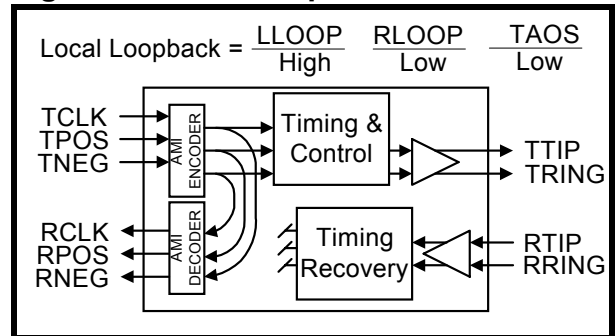 Local Loopback = LLOOP RLOOP TAOS
High Low Low
TCLK
TPOS
TNEG
AMI
ENCODER
Timing &
Control
TTIP
TRING
RCLK
RPOS
RNEG
AMI
DECODER
Timing
Recovery
RTIP
RRING